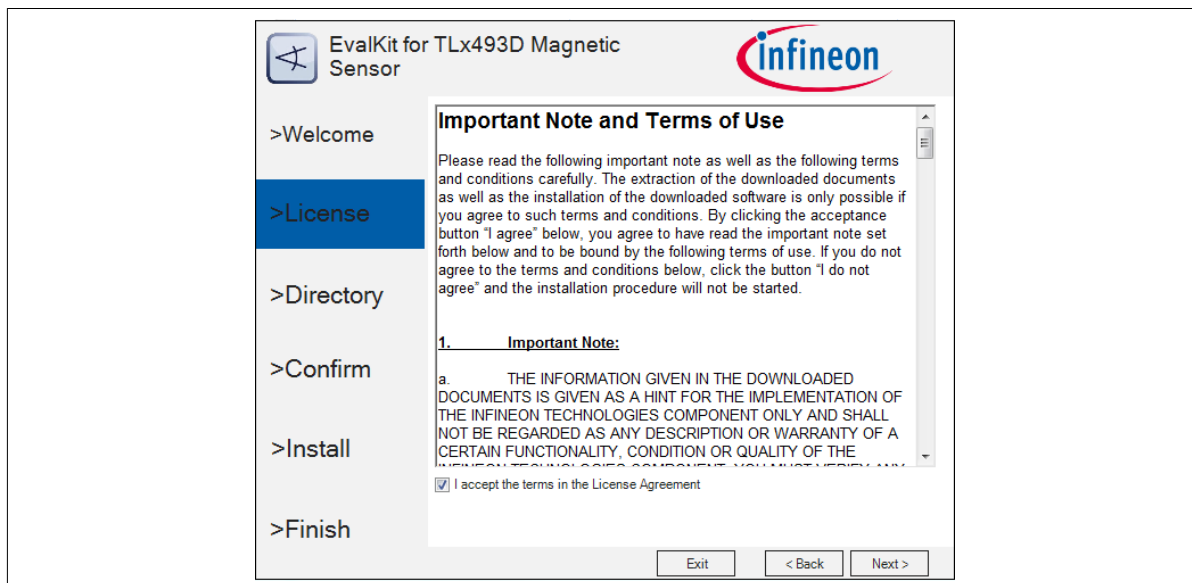 EvalKit for TLx493D Magnetic
Sensor
infineon
>Welcome
>License
>Directory
>Confirm
>Install
>Finish
Important Note and Terms of Use
Please read the following important note as well as the following terms
and conditions carefully. The extraction of the downloaded documents
as well as the installation of the downloaded software is only possible if
you agree to such terms and conditions. By clicking the acceptance
button “I agree” below, you agree to have read the important note set
forth below and to be bound by the following terms of use. If you do not
agree to the terms and conditions below, click the button “I do not
agree” and the installation procedure will not be started.
1. Important Note:
a. THE INFORMATION GIVEN IN THE DOWNLOADED
DOCUMENTS IS GIVEN AS A HINT FOR THE IMPLEMENTATION OF
THE INFINEON TECHNOLOGIES COMPONENT ONLY AND SHALL
NOT BE REGARDED AS ANY DESCRIPTION OR WARRANTY OF A
CERTAIN FUNCTIONALITY, CONDITION OR QUALITY OF THE
INFINEON TECHNOLOGIES COMPONENT. YOU MUST VERIFY ANY
I accept the terms in the License Agreement
Exit
< Back
Next >